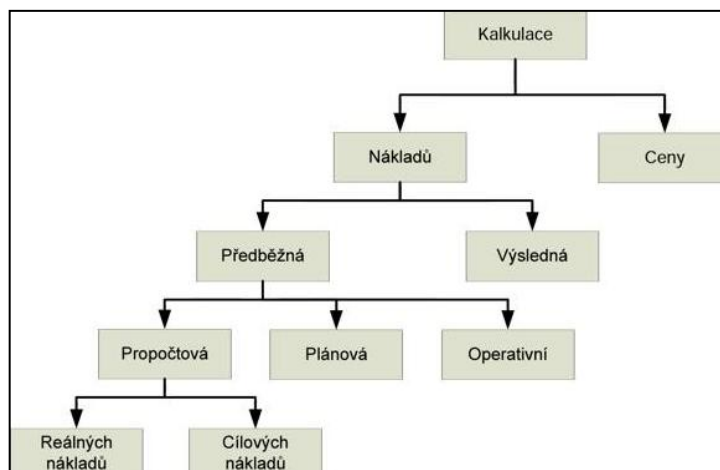 Kalkulace
Nákladů
Ceny
Předběžná
Výsledná
Propočtová
Plánová
Operativní
Reálných
nákladů
Cílových
nákladů